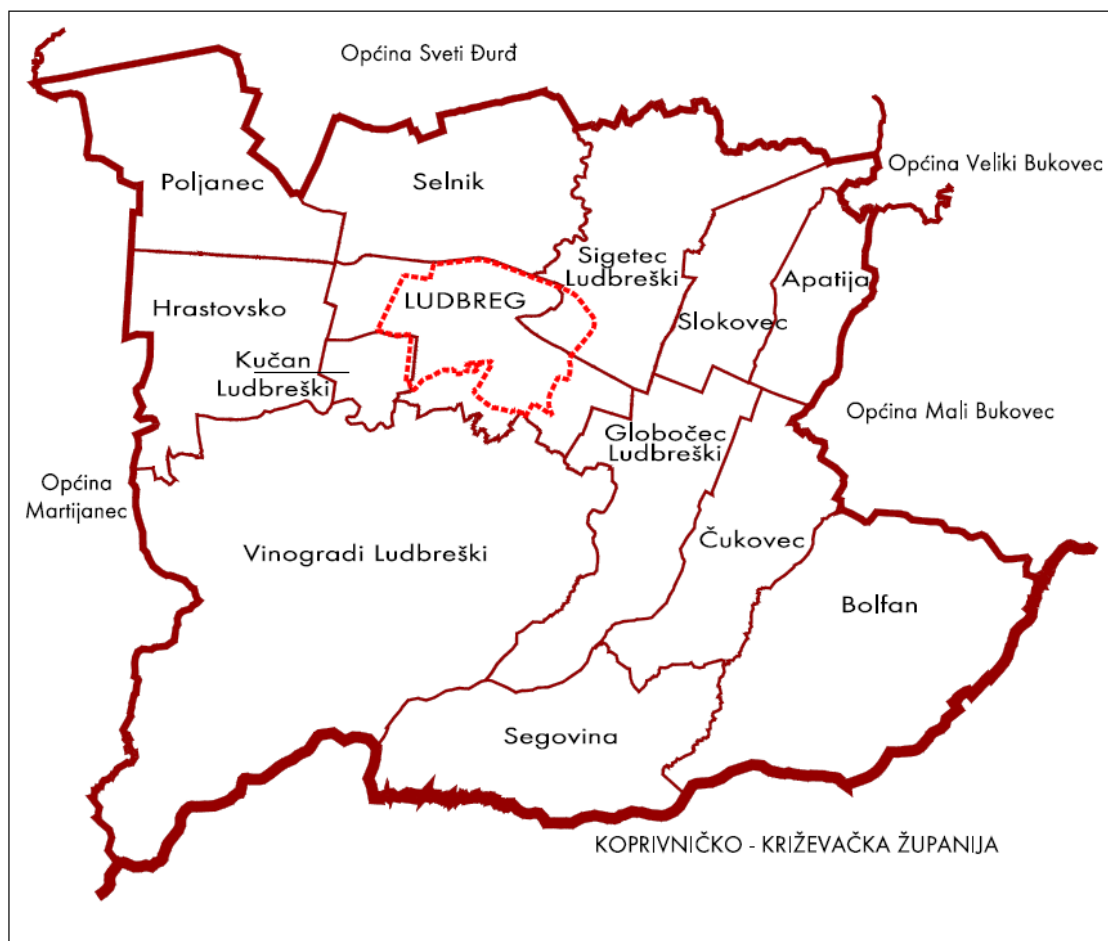 Općina Sveti Đurđ
Općina Veliki Bukovec
Poljanec
Selnik
Sigetec
Ludbreški
Apatija
Hrastovsko
LUDBREG
Slokovec
Kučan
Ludbreški
Općina Mali Bukovec
Globočec
Ludbreški
Općina
Martijanec
Vinogradi Ludbreški
Čukovec
Bolfan
Segovina
KOPRIVNIČKO - KRIŽEVAČKA ŽUPANIJA